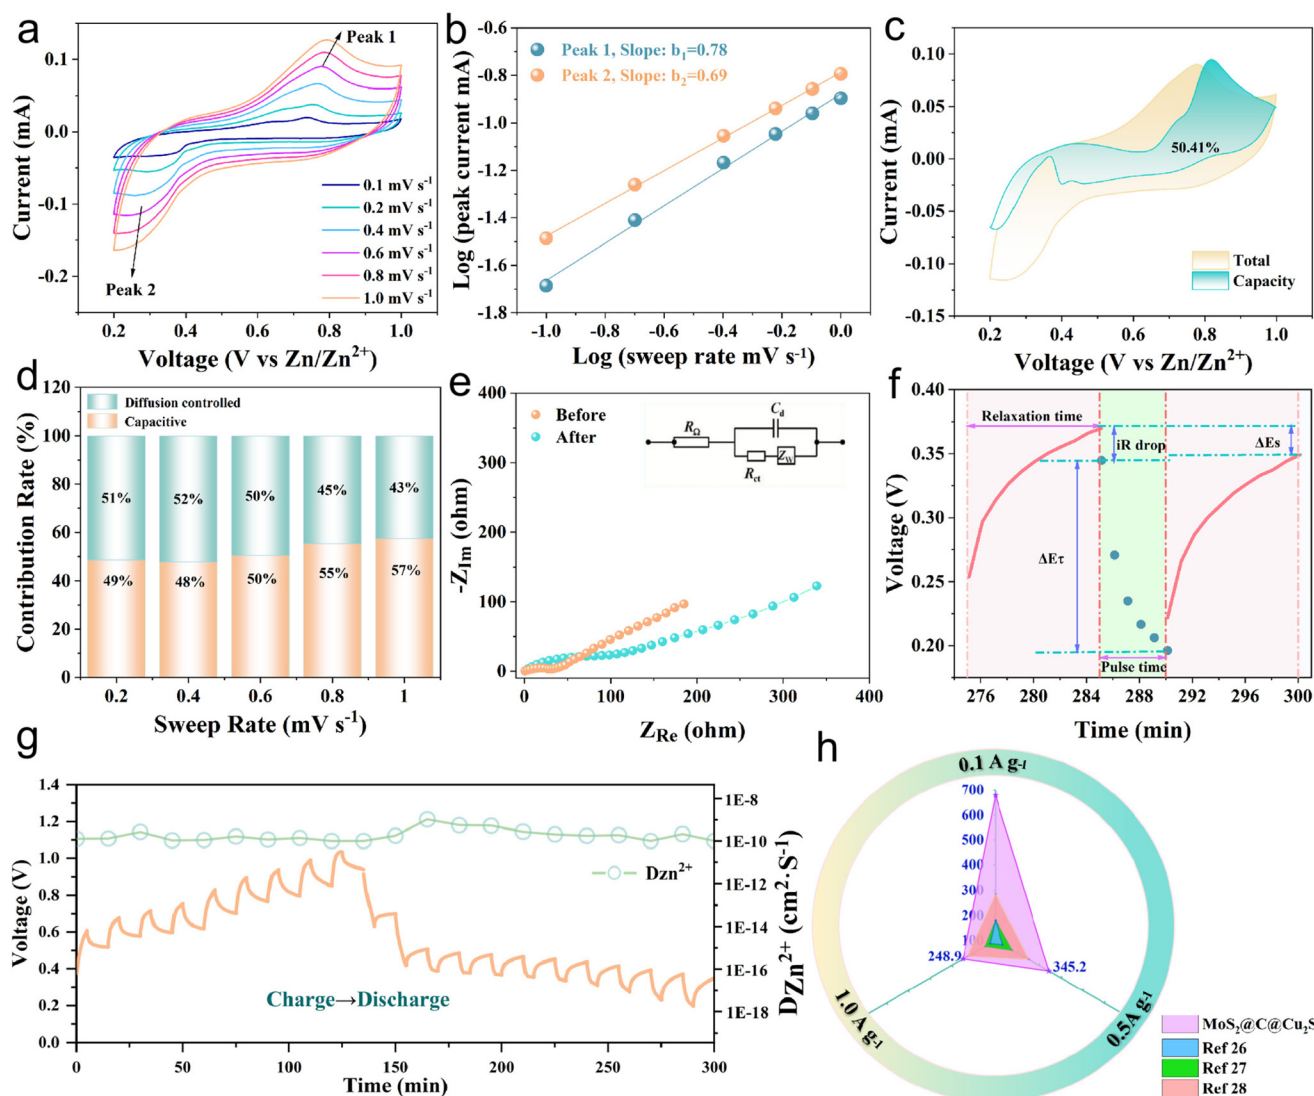 a
Peak 1
Peak 2
0.1 mV s⁻¹
0.2 mV s⁻¹
0.4 mV s⁻¹
0.6 mV s⁻¹
0.8 mV s⁻¹
1.0 mV s⁻¹
0.1
0.0
-0.1
-0.2
Current (mA)
0.2 0.4 0.6 0.8 1.0
Voltage (V vs Zn/Zn²⁺)
b
Peak 1, Slope: b₁=0.78
Peak 2, Slope: b₂=0.69
-0.6
-0.8
-1.0
-1.2
-1.4
-1.6
-1.8
Log (peak current mA)
-1.0 -0.8 -0.6 -0.4 -0.2 0.0
Log (sweep rate mV s⁻¹)
c
50.41%
Total
Capacity
0.10
0.05
0.00
-0.05
-0.10
-0.15
Current (mA)
0.2 0.4 0.6 0.8 1.0
Voltage (V vs Zn/Zn²⁺)
d
Diffusion controlled
Capacitive
120
100
80
60
40
20
0
Contribution Rate (%)
51% 52% 50% 45% 43%
49% 48% 50% 55% 57%
0.2 0.4 0.6 0.8 1
Sweep Rate (mV s⁻¹)
e
Before
After
R_Ω
C_d
R_ct
Z_W
400
300
200
100
0
-Z_Im (ohm)
0 100 200 300 400
Z_Re (ohm)
f
Relaxation time
iR drop
ΔEs
ΔEτ
Pulse time
0.40
0.35
0.30
0.25
0.20
Voltage (V)
276 280 284 288 292 296 300
Time (min)
g
1.4
1.2
1.0
0.8
0.6
0.4
0.2
0.0
Voltage (V)
Dzn²⁺
Charge→Discharge
1E-8
1E-10
1E-12
1E-14
1E-16
1E-18
D_Zn²⁺ (cm²·S⁻¹)
0 50 100 150 200 250 300
Time (min)
h
0.1 A g⁻¹
700
600
500
400
300
200
100
248.9
345.2
1.0 A g⁻¹
0.5A g⁻¹
MoS₂@C@Cu₂S
Ref 26
Ref 27
Ref 28